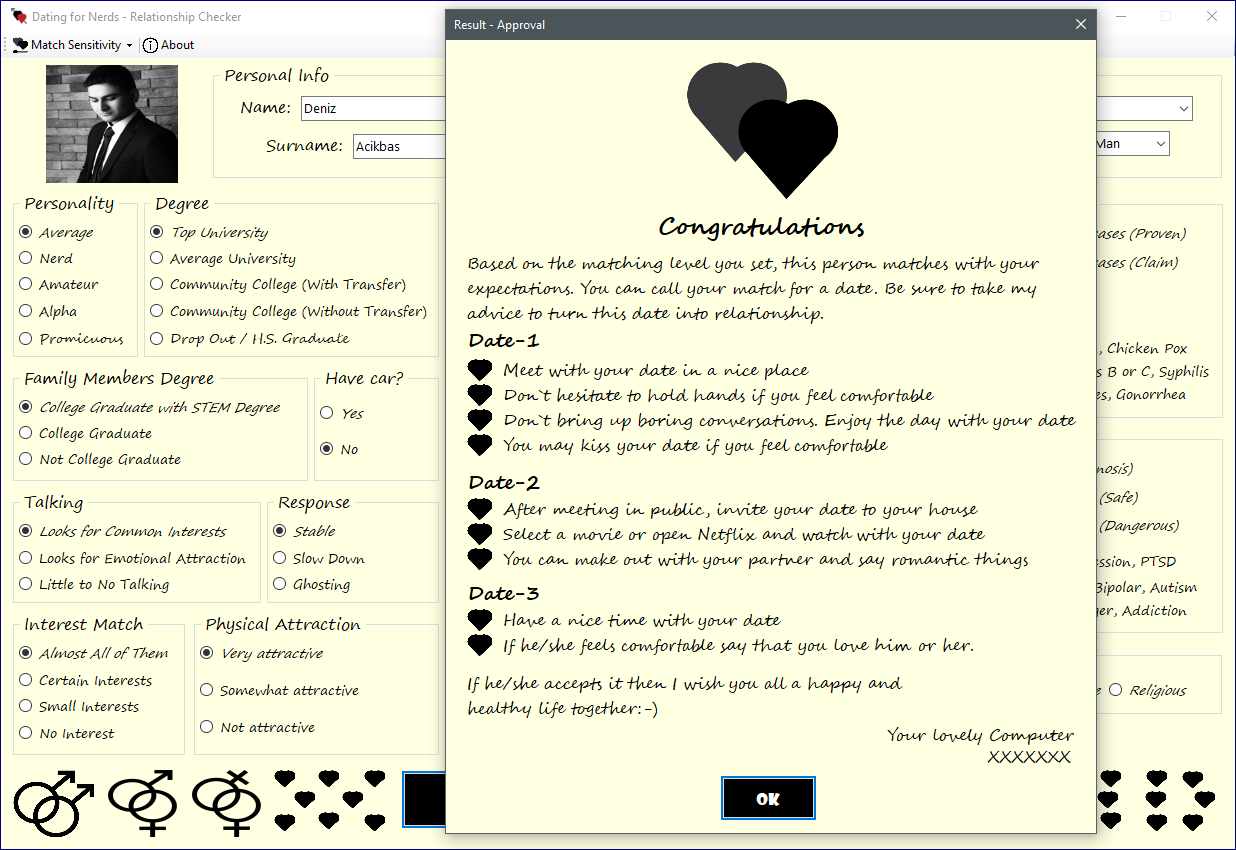 Dating for Nerds - Relationship Checker
Match Sensitivity
About
Personal Info
Name: Deniz
Surname: Acikbas
Man
Personality
Average
Nerd
Amateur
Alpha
Promicuous
Degree
Top University
Average University
Community College (With Transfer)
Community College (Without Transfer)
Drop Out / H.S. Graduate
Family Members Degree
College Graduate with STEM Degree
College Graduate
Not College Graduate
Have car?
Yes
No
Talking
Looks for Common Interests
Looks for Emotional Attraction
Little to No Talking
Response
Stable
Slow Down
Ghosting
Interest Match
Almost All of Them
Certain Interests
Small Interests
No Interest
Physical Attraction
Very attractive
Somewhat attractive
Not attractive
Result - Approval
Congratulations
Based on the matching level you set, this person matches with your
expectations. You can call your match for a date. Be sure to take my
advice to turn this date into relationship.
Date-1
Meet with your date in a nice place
Don`t hesitate to hold hands if you feel comfortable
Don`t bring up boring conversations. Enjoy the day with your date
You may kiss your date if you feel comfortable
Date-2
After meeting in public, invite your date to your house
Select a movie or open Netflix and watch with your date
You can make out with your partner and say romantic things
Date-3
Have a nice time with your date
If he/she feels comfortable say that you love him or her.
If he/she accepts it then I wish you all a happy and
healthy life together:-)
Your lovely Computer
XXXXXXX
OK
(Proven)
(Claim)
, Chicken Pox
B or C, Syphilis
Gonorrhea
(Safe)
(Dangerous)
PTSD
Bipolar, Autism
Addiction
Religious